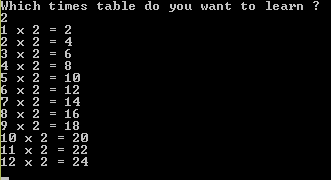 Which times table do you want to learn ?
2
1 x 2 = 2
2 x 2 = 4
3 x 2 = 6
4 x 2 = 8
5 x 2 = 10
6 x 2 = 12
7 x 2 = 14
8 x 2 = 16
9 x 2 = 18
10 x 2 = 20
11 x 2 = 22
12 x 2 = 24